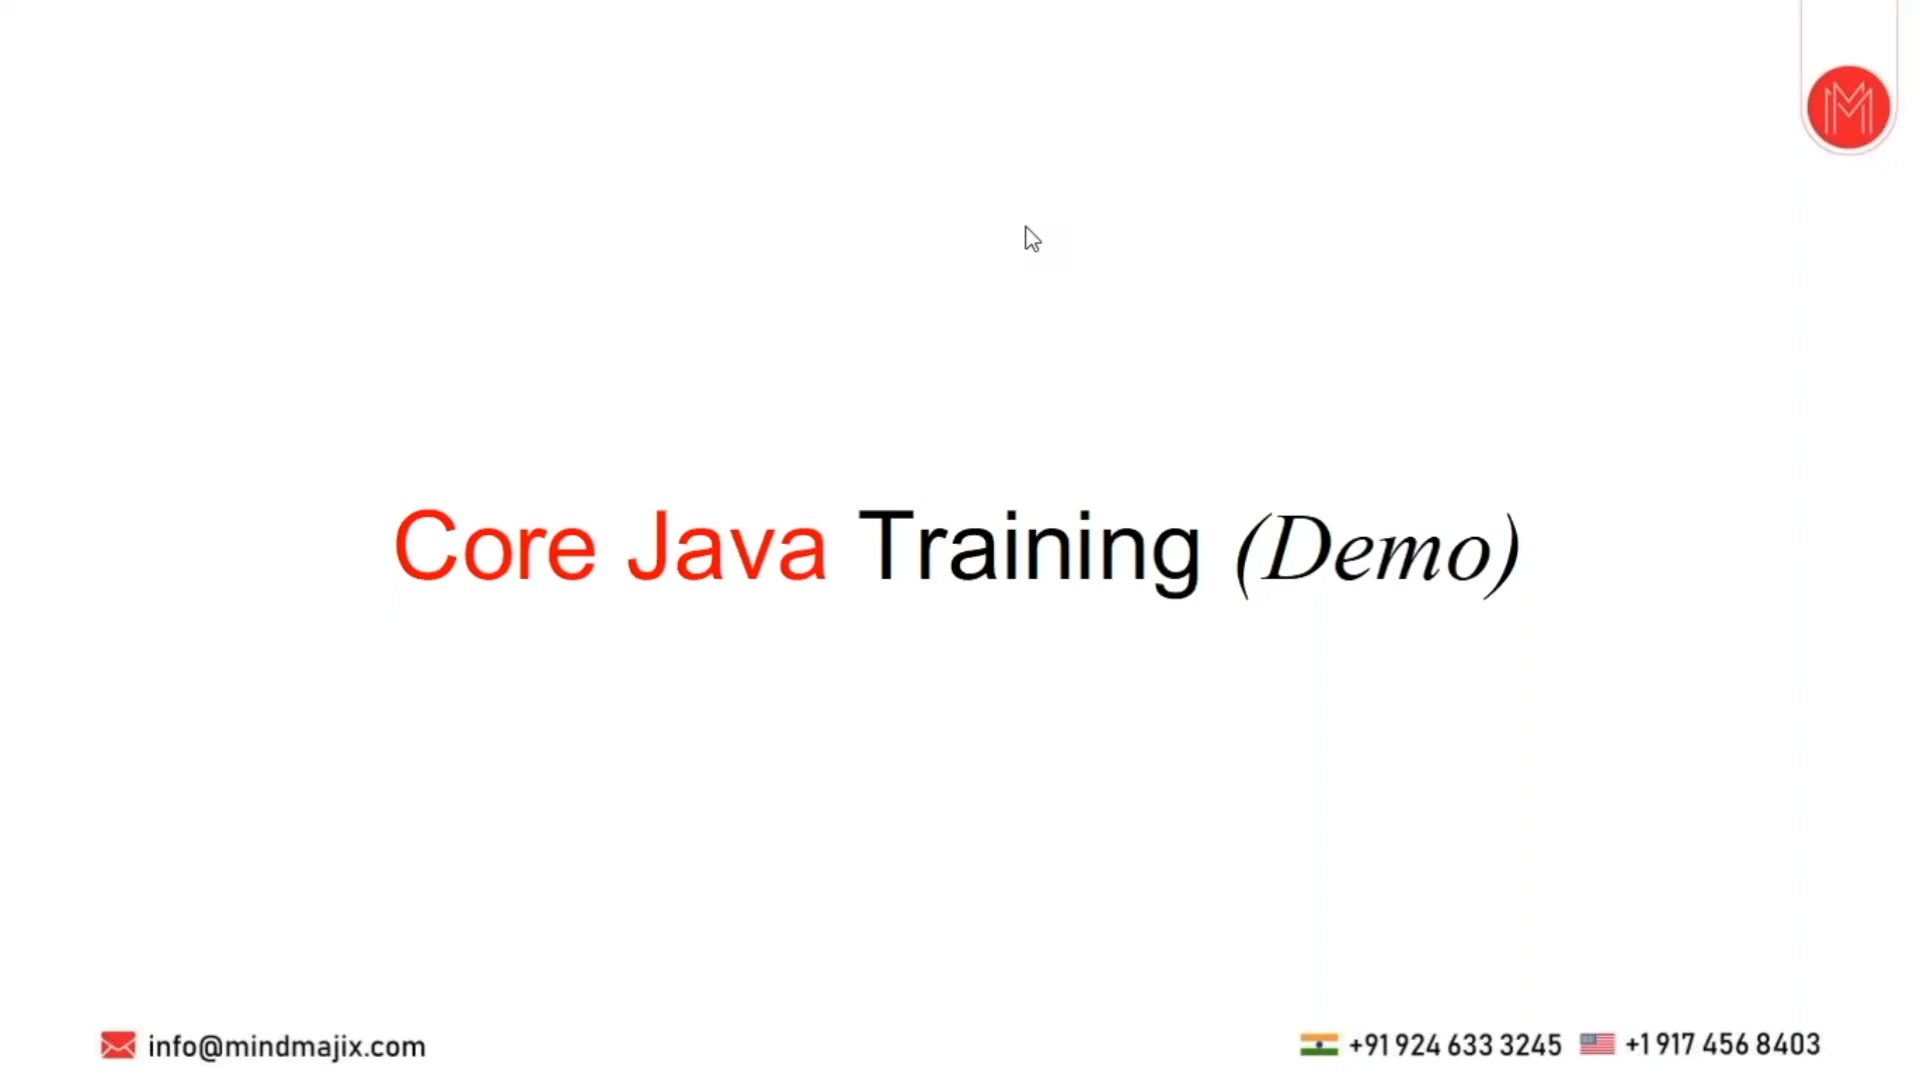 Core Java Training (Demo)
info@mindmajix.com
+91 924 633 3245
+1 917 456 8403